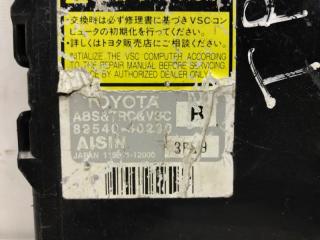 ・交換時は必ず修理書に基づきVSCコン
ピュータの初期化を行ってください。
・詳しくはトヨタ販売店にご相談ください。
INITIALIZE THE VSC COMPUTER ACCORDING
TO THE REPAIR MANUAL BEFORE SERVICING
BE AUTHORIZED DEALER ONLY!
TOYOTA
ABS&TRC&VSC
R
AISIN
JAPAN